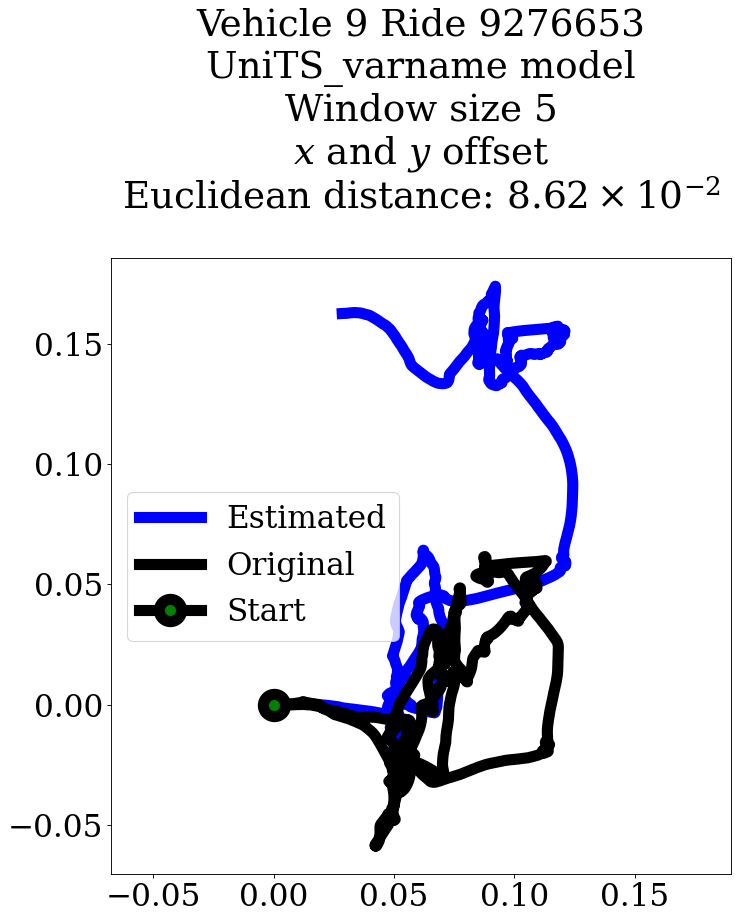 Vehicle 9 Ride 9276653
UniTS_varname model
Window size 5
x and y offset
Euclidean distance: 8.62 × 10⁻²
0.15
0.10
0.05
0.00
−0.05
Estimated
Original
Start
−0.05 0.00 0.05 0.10 0.15